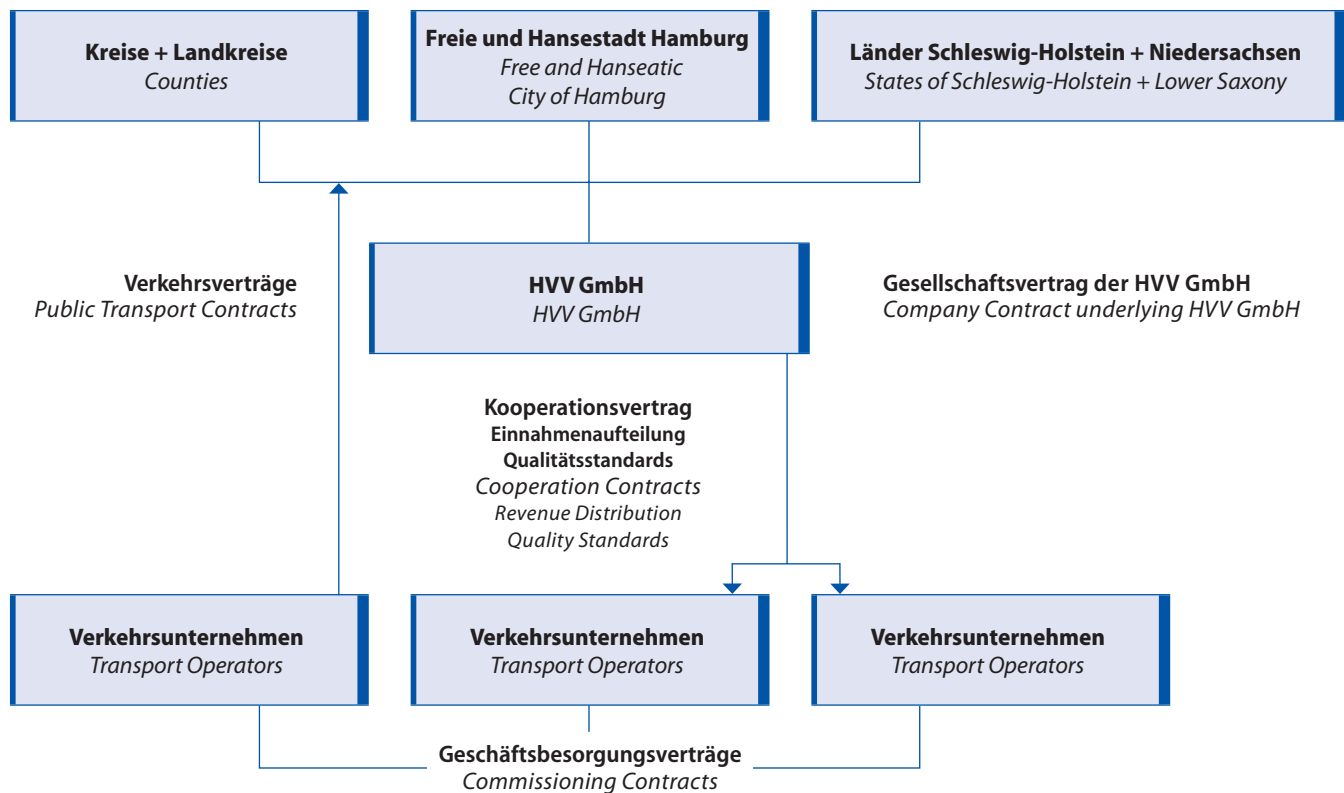 Kreise + Landkreise
Counties
Freie und Hansestadt Hamburg
Free and Hanseatic
City of Hamburg
Länder Schleswig-Holstein + Niedersachsen
States of Schleswig-Holstein + Lower Saxony
Verkehrsverträge
Public Transport Contracts
HVV GmbH
HVV GmbH
Gesellschaftsvertrag der HVV GmbH
Company Contract underlying HVV GmbH
Kooperationsvertrag
Einnahmenaufteilung
Qualitätsstandards
Cooperation Contracts
Revenue Distribution
Quality Standards
Verkehrsunternehmen
Transport Operators
Verkehrsunternehmen
Transport Operators
Verkehrsunternehmen
Transport Operators
Geschäftsbesorgungsverträge
Commissioning Contracts